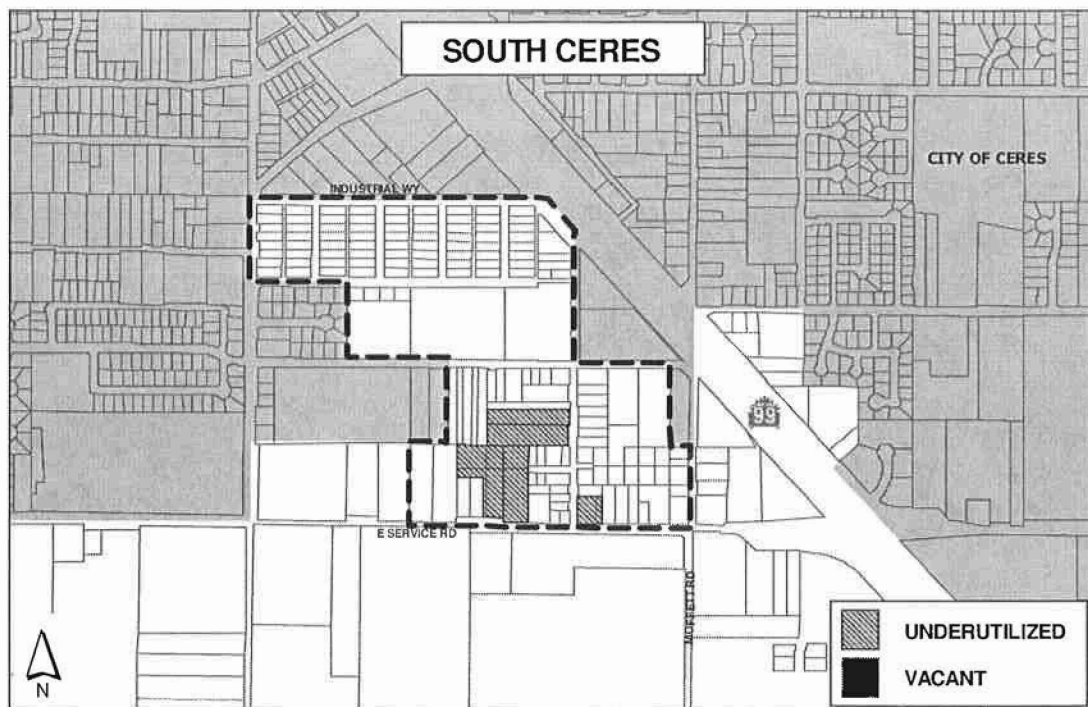 SOUTH CERES
CITY OF CERES
INDUSTRIAL WY
99
E SERVICE RD
MOFFETT RD
UNDERUTILIZED
VACANT
N